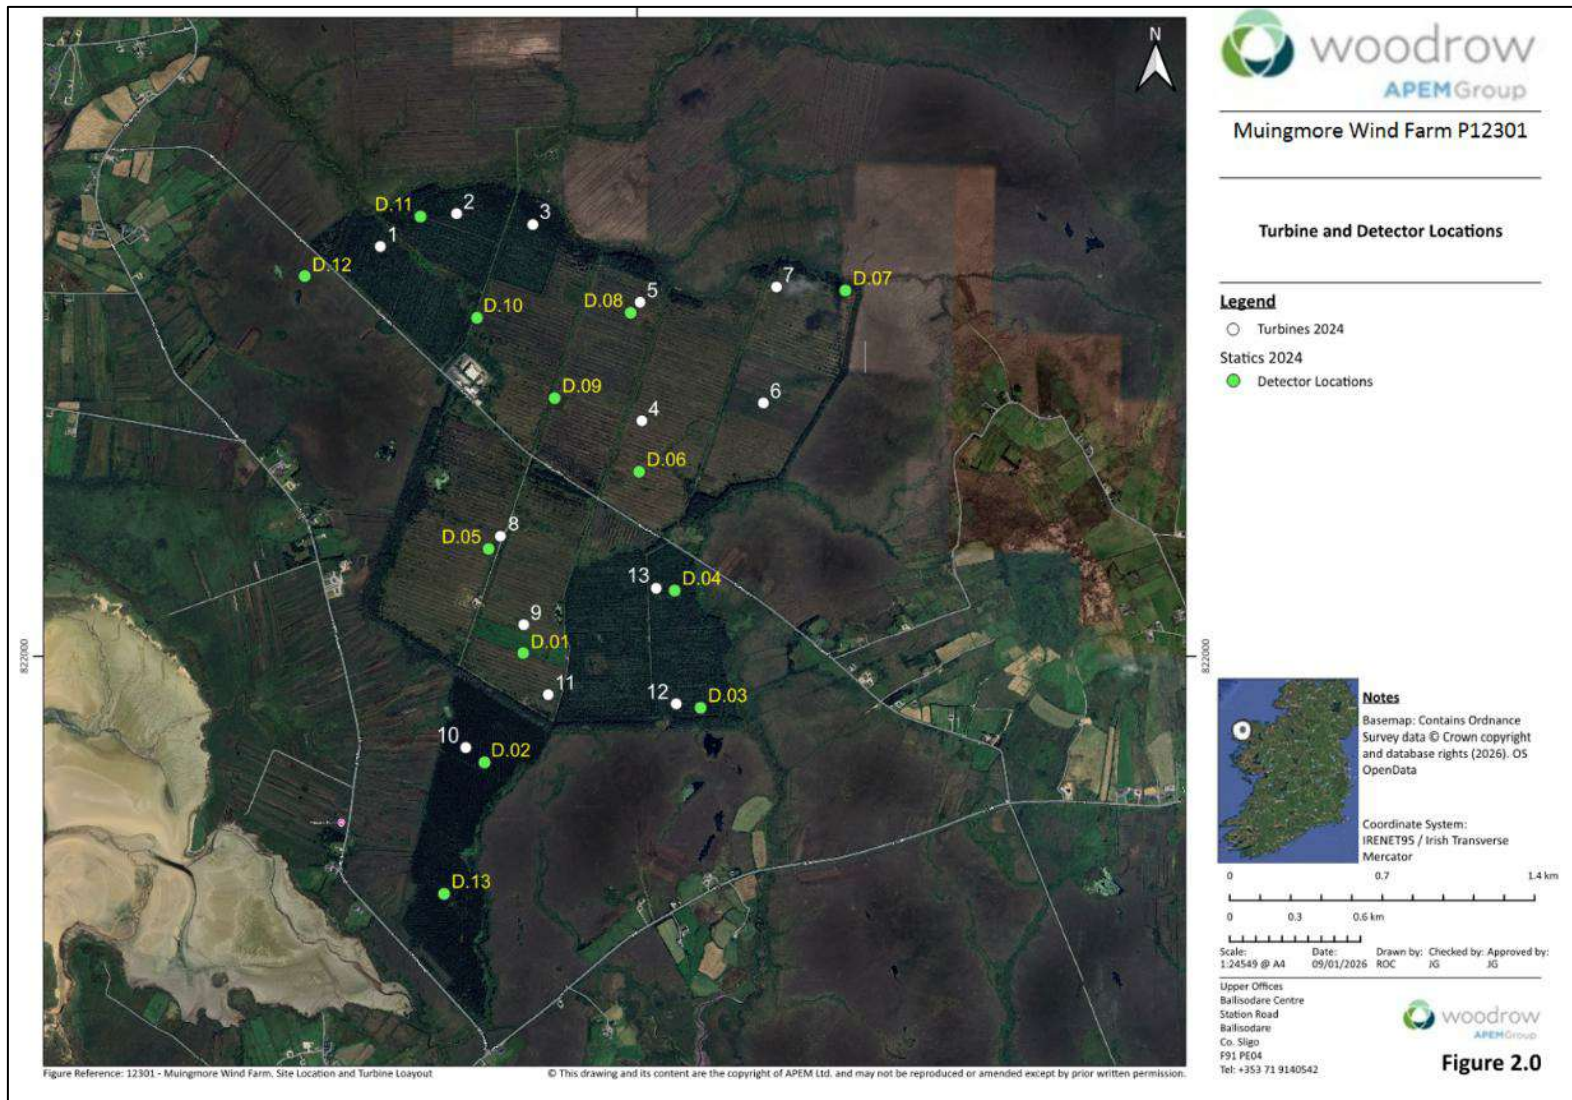 N
D.11
2
3
1
D.12
D.10
D.08
5
7
D.07
D.09
4
6
D.06
8
D.05
13
D.04
9
D.01
11
12
D.03
10
D.02
D.13
822000
822000
Figure Reference: 12301 - Muingmore Wind Farm. Site Location and Turbine Loayout
© This drawing and its content are the copyright of APEM Ltd. and may not be reproduced or amended except by prior written permission.
woodrow
APEMGroup
Muingmore Wind Farm P12301
Turbine and Detector Locations
Legend
Turbines 2024
Statics 2024
Detector Locations
Notes
Basemap: Contains Ordnance
Survey data © Crown copyright
and database rights (2026). OS
OpenData
Coordinate System:
IRENET95 / Irish Transverse
Mercator
0 0.7 1.4 km
0 0.3 0.6 km
Scale: Date: Drawn by: Checked by: Approved by:
1:24549 @ A4 09/01/2026 ROC JG JG
Upper Offices
Ballisodare Centre
Station Road
Ballisodare
Co. Sligo
F91 PE04
Tel: +353 71 9140542
woodrow
APEMGroup
Figure 2.0